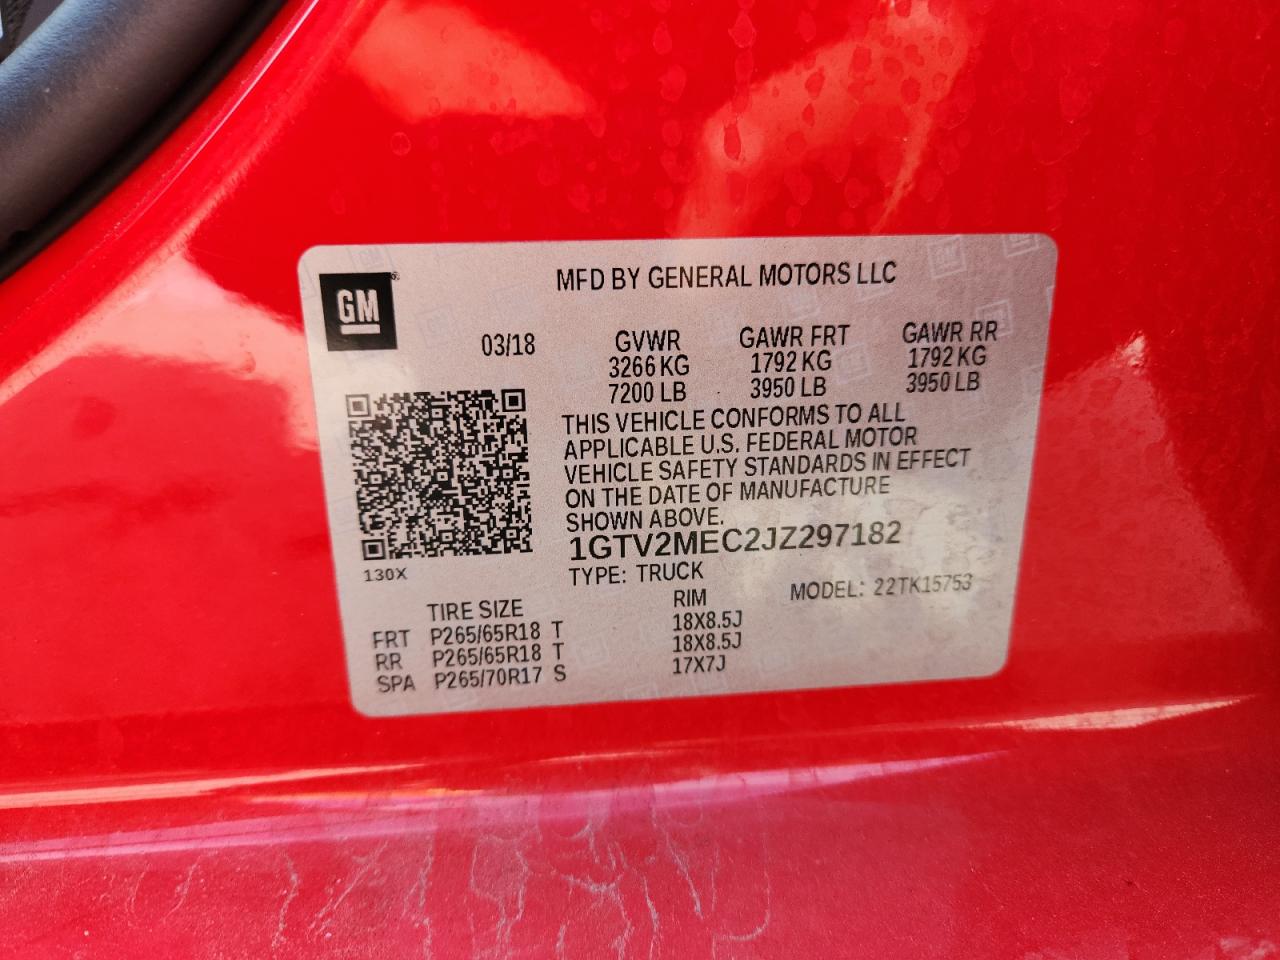 GM
MFD BY GENERAL MOTORS LLC
03/18 GVWR GAWR FRT GAWR RR
3266 KG 1792 KG 1792 KG
7200 LB 3950 LB 3950 LB
THIS VEHICLE CONFORMS TO ALL
APPLICABLE U.S. FEDERAL MOTOR
VEHICLE SAFETY STANDARDS IN EFFECT
ON THE DATE OF MANUFACTURE
SHOWN ABOVE.
1GTV2MEC2JZ297182
130X
TYPE: TRUCK MODEL: 22TK15753
TIRE SIZE RIM
FRT P265/65R18 T 18X8.5J
RR P265/65R18 T 18X8.5J
SPA P265/70R17 S 17X7J